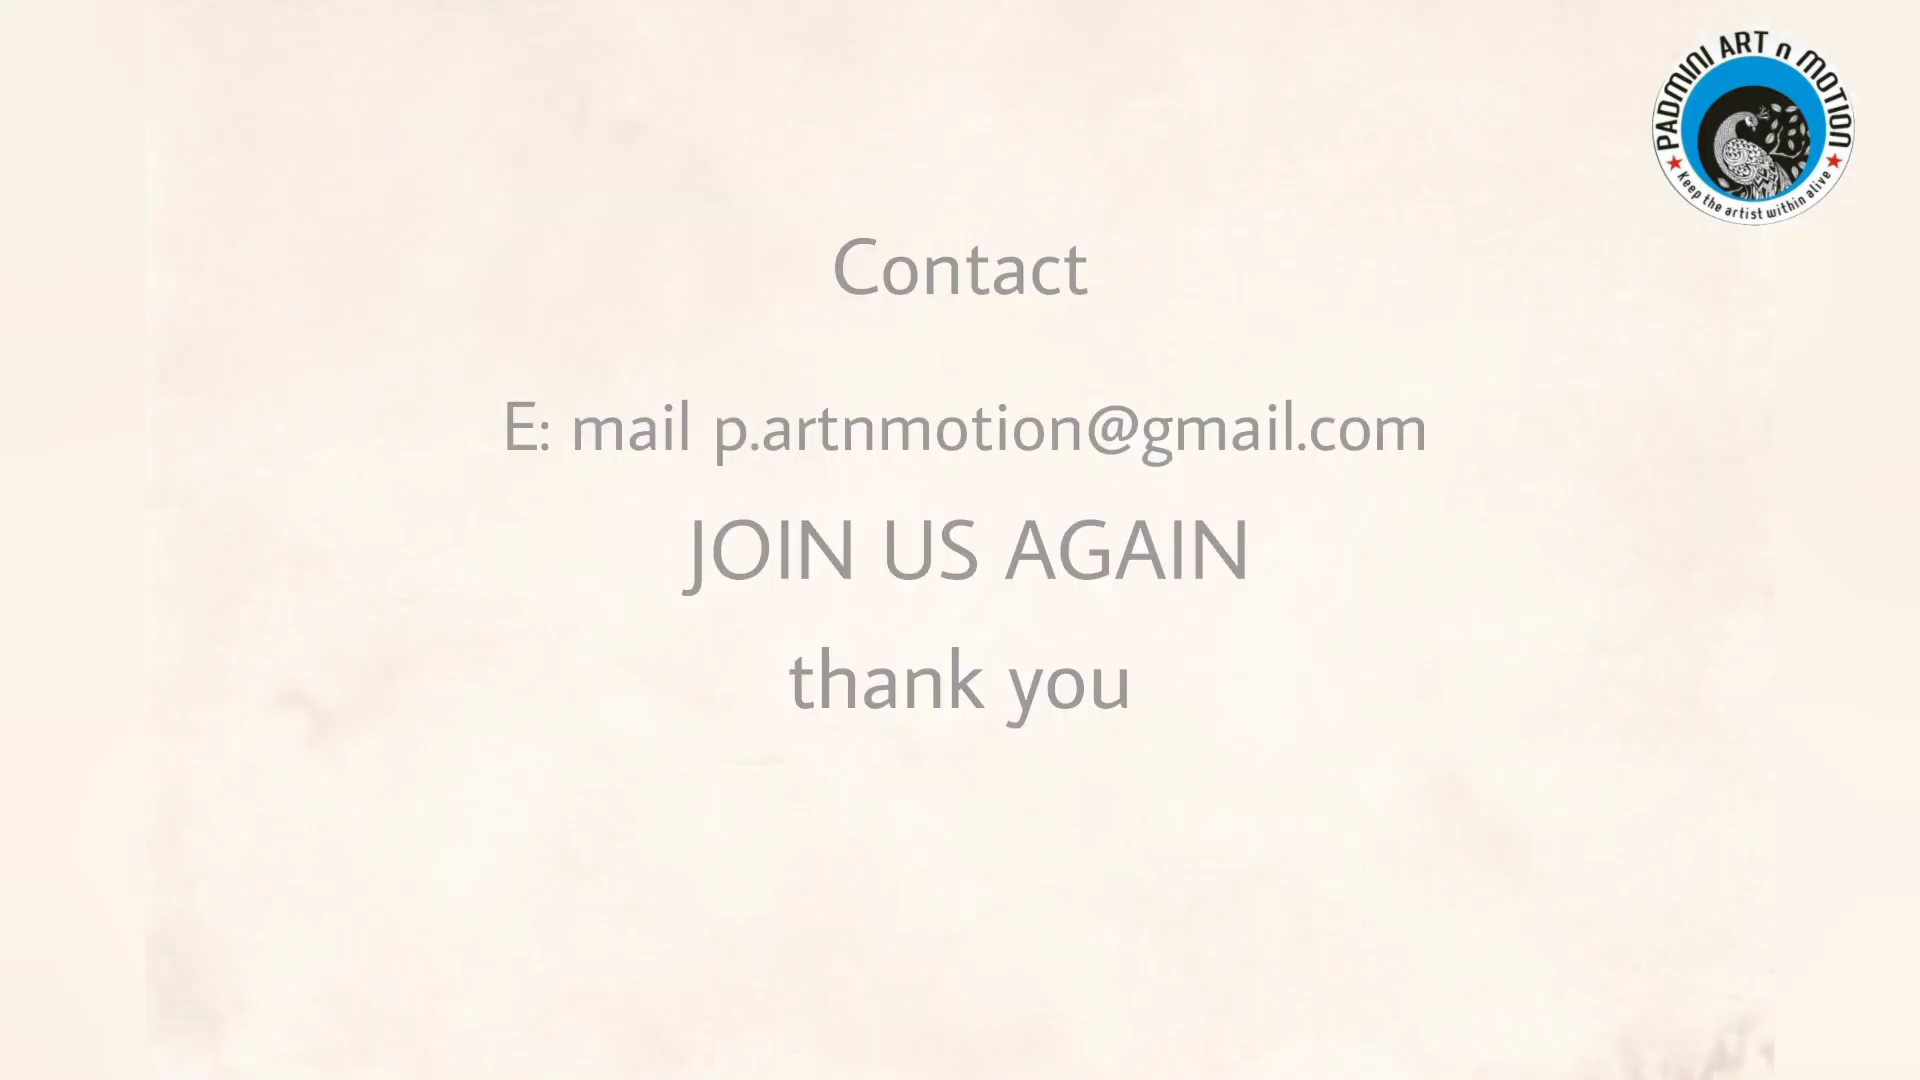 PADMINI ART n MOTION
Keep the artist within alive
Contact
E: mail p.artnmotion@gmail.com
JOIN US AGAIN
thank you